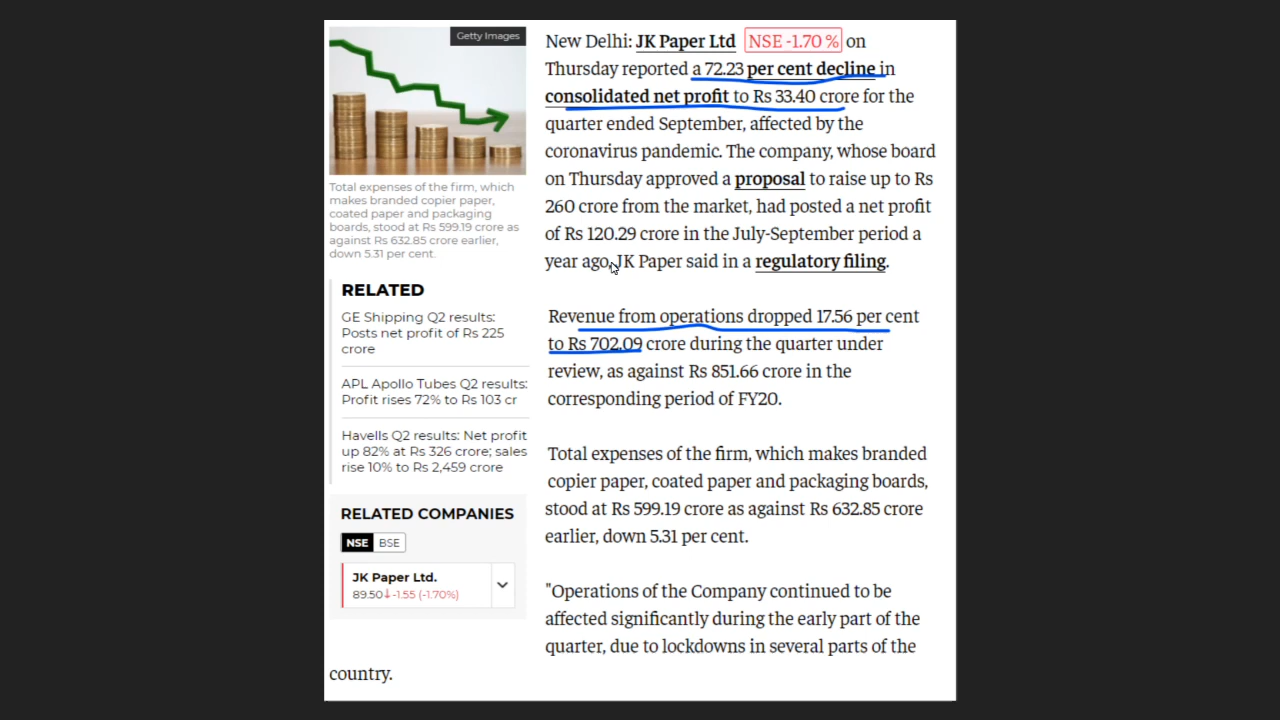 Getty Images
Total expenses of the firm, which
makes branded copier paper,
coated paper and packaging
boards, stood at Rs 599.19 crore as
against Rs 632.85 crore earlier,
down 5.31 per cent.
RELATED
GE Shipping Q2 results:
Posts net profit of Rs 225
crore
APL Apollo Tubes Q2 results:
Profit rises 72% to Rs 103 cr
Havells Q2 results: Net profit
up 82% at Rs 326 crore; sales
rise 10% to Rs 2,459 crore
RELATED COMPANIES
NSE BSE
JK Paper Ltd.
89.50↓-1.55 (-1.70%)
New Delhi: JK Paper Ltd NSE -1.70 % on
Thursday reported a 72.23 per cent decline in
consolidated net profit to Rs 33.40 crore for the
quarter ended September, affected by the
coronavirus pandemic. The company, whose board
on Thursday approved a proposal to raise up to Rs
260 crore from the market, had posted a net profit
of Rs 120.29 crore in the July-September period a
year ago, JK Paper said in a regulatory filing.
Revenue from operations dropped 17.56 per cent
to Rs 702.09 crore during the quarter under
review, as against Rs 851.66 crore in the
corresponding period of FY20.
Total expenses of the firm, which makes branded
copier paper, coated paper and packaging boards,
stood at Rs 599.19 crore as against Rs 632.85 crore
earlier, down 5.31 per cent.
"Operations of the Company continued to be
affected significantly during the early part of the
quarter, due to lockdowns in several parts of the
country.